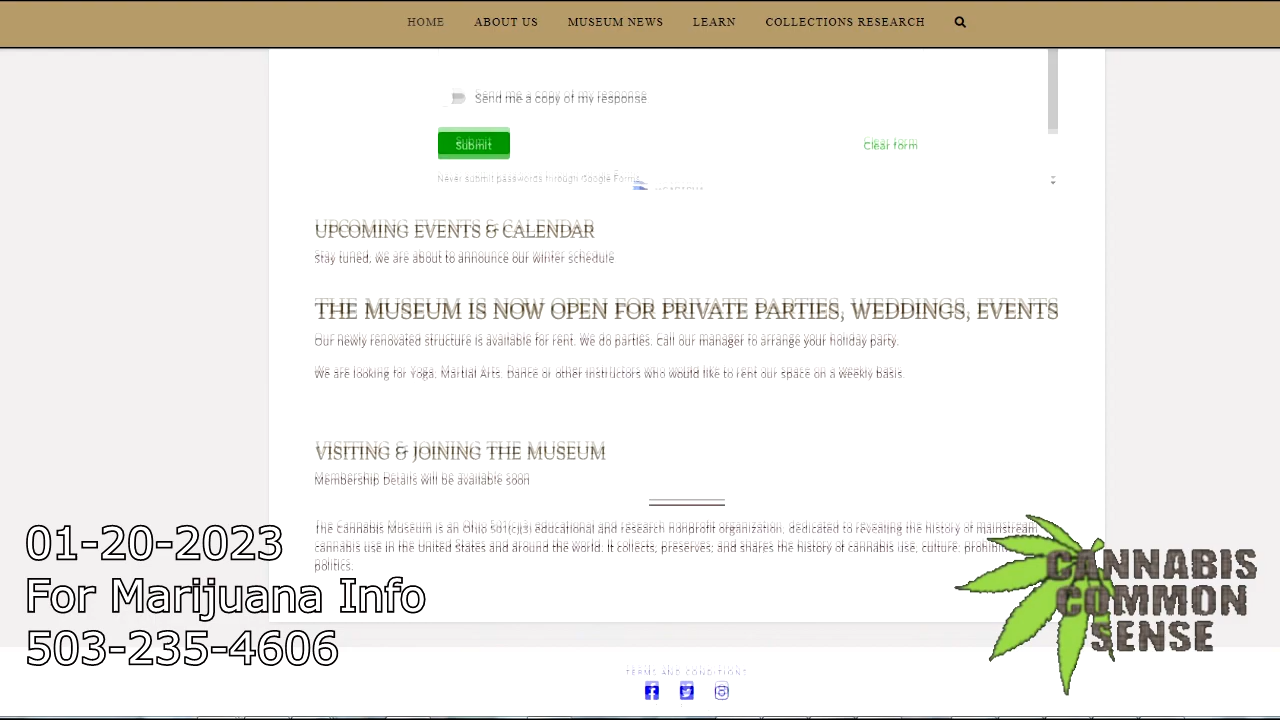 HOME ABOUT US MUSEUM NEWS LEARN COLLECTIONS RESEARCH
Send me a copy of my response
Submit Clear form
Never submit passwords through Google Forms.
UPCOMING EVENTS & CALENDAR
Stay tuned, we are about to announce our winter schedule
THE MUSEUM IS NOW OPEN FOR PRIVATE PARTIES, WEDDINGS, EVENTS
Our newly renovated structure is available for rent. We do parties. Call our manager to arrange your holiday party.
We are looking for Yoga, Martial Arts, Dance or other instructors who would like to rent our space on a weekly basis.
VISITING & JOINING THE MUSEUM
Membership Details will be available soon
The Cannabis Museum is an Ohio 501(c)(3) educational and research nonprofit organization, dedicated to revealing the history of mainstream
cannabis use in the United States and around the world. It collects, preserves, and shares the history of cannabis use, culture,
politics.
01-20-2023
For Marijuana Info
503-235-4606
CANNABIS
COMMON
SENSE
TERMS AND CONDITIONS